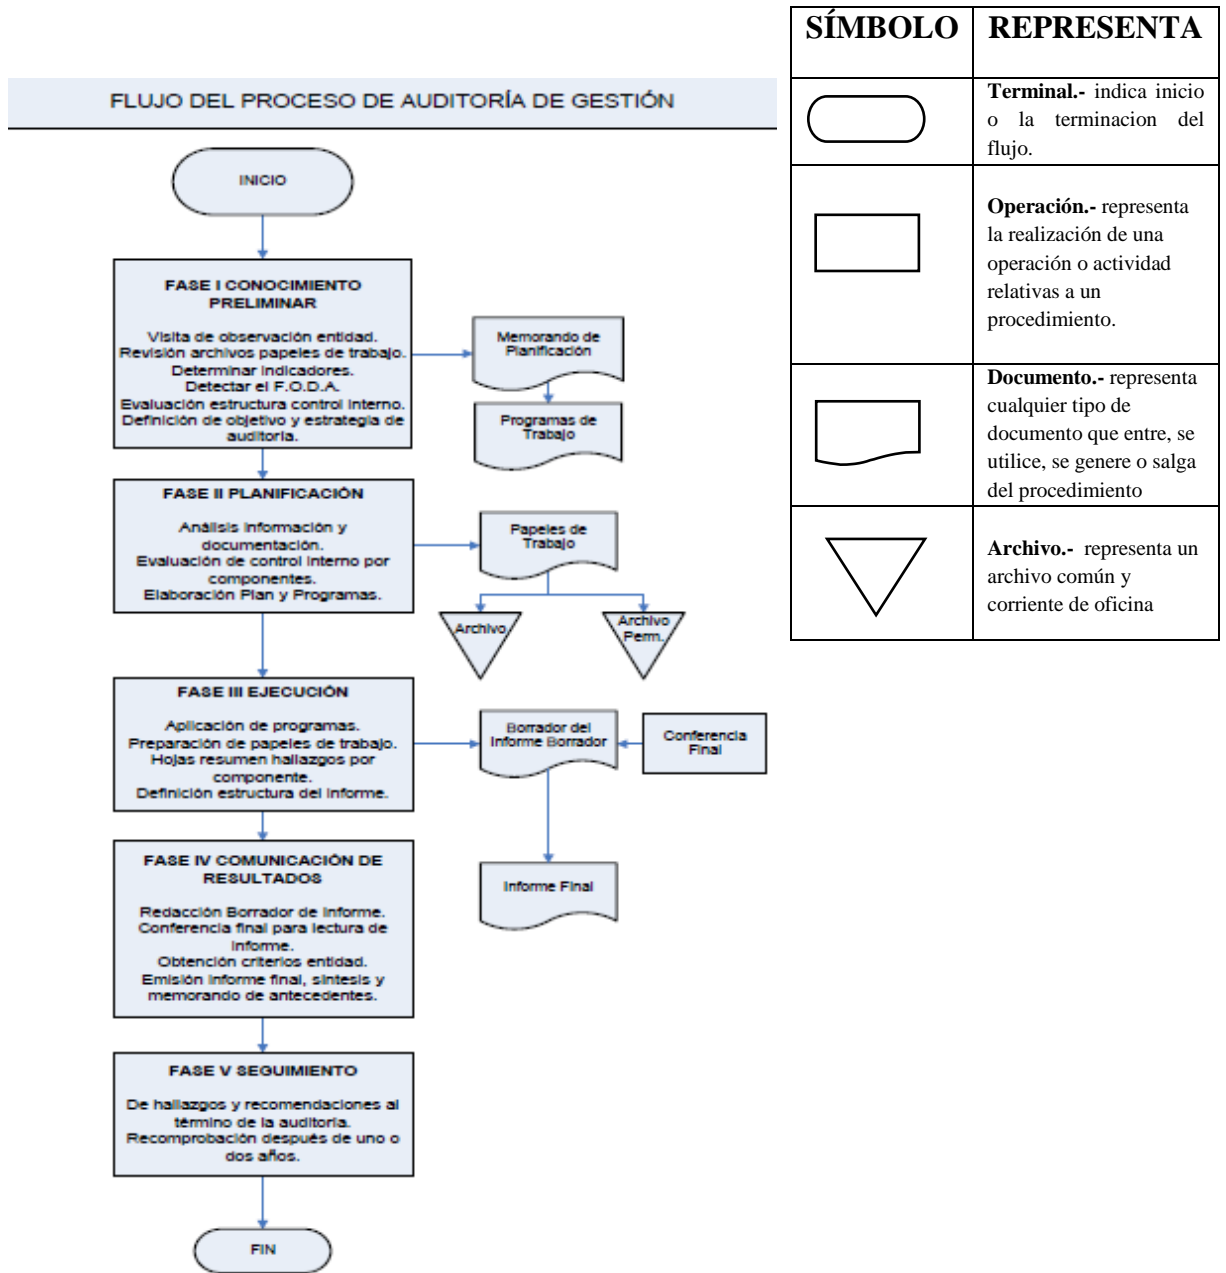 FLUJO DEL PROCESO DE AUDITORÍA DE GESTIÓN
INICIO
FASE I CONOCIMIENTO
PRELIMINAR
Visita de observación entidad.
Revisión archivos papeles de trabajo.
Determinar indicadores.
Detectar el F.O.D.A.
Evaluación estructura control interno.
Definición de objetivo y estrategia de
auditoria.
Memorando de
Planificación
Programas de
Trabajo
FASE II PLANIFICACIÓN
Análisis información y
documentación.
Evaluación de control interno por
componentes.
Elaboración Plan y Programas.
Papeles de
Trabajo
Archivo
Archivo
Perm.
FASE III EJECUCIÓN
Aplicación de programas.
Preparación de papeles de trabajo.
Hojas resumen hallazgos por
componente.
Definición estructura del informe.
Borrador del
Informe Borrador
Conferencia
Final
FASE IV COMUNICACIÓN DE
RESULTADOS
Redacción Borrador de Informe.
Conferencia final para lectura de
informe.
Obtención criterios entidad.
Emisión informe final, síntesis y
memorando de antecedentes.
Informe Final
FASE V SEGUIMIENTO
De hallazgos y recomendaciones al
término de la auditoría.
Recomprobación después de uno o
dos años.
FIN
SÍMBOLO REPRESENTA
Terminal.- indica inicio
o la terminacion del
flujo.
Operación.- representa
la realización de una
operación o actividad
relativas a un
procedimiento.
Documento.- representa
cualquier tipo de
documento que entre, se
utilice, se genere o salga
del procedimiento
Archivo.- representa un
archivo común y
corriente de oficina